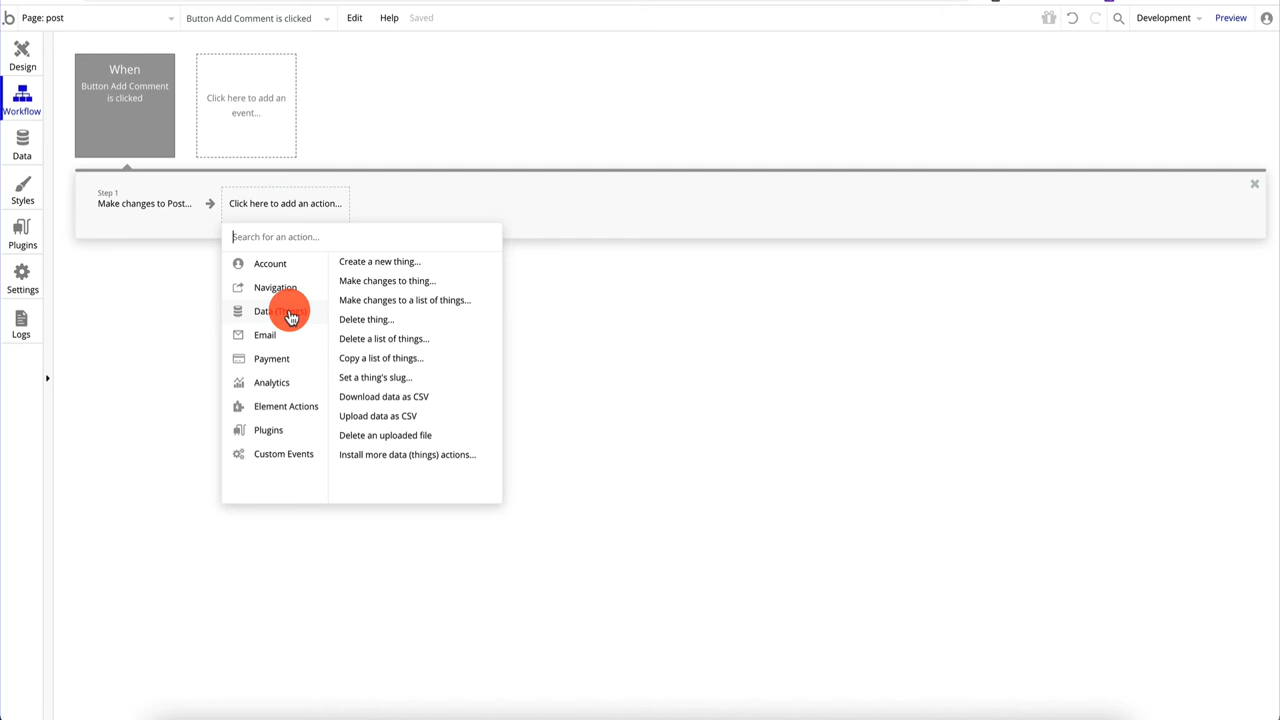 Page: post
Button Add Comment is clicked
Edit
Help
Saved
Development
Preview
Design
Workflow
Data
Styles
Plugins
Settings
Logs
When
Button Add Comment
is clicked
Click here to add an
event...
Step 1
Make changes to Post...
Click here to add an action...
Search for an action...
Account
Navigation
Data (Things)
Email
Payment
Analytics
Element Actions
Plugins
Custom Events
Create a new thing...
Make changes to thing...
Make changes to a list of things...
Delete thing...
Delete a list of things...
Copy a list of things...
Set a thing's slug...
Download data as CSV
Upload data as CSV
Delete an uploaded file
Install more data (things) actions...